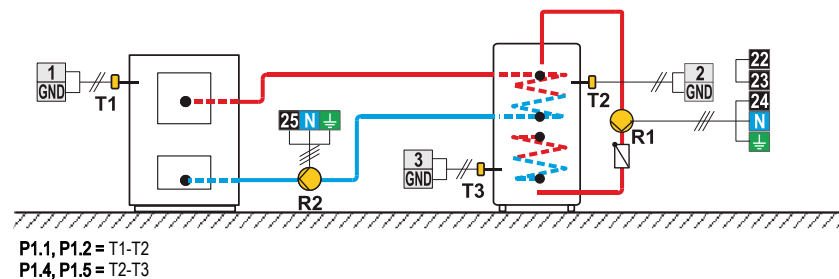 1
GND
T1
25 N
R2
3
GND
T3
T2
2
GND
R1
22
23
24
N
P1.1, P1.2 = T1-T2
P1.4, P1.5 = T2-T3